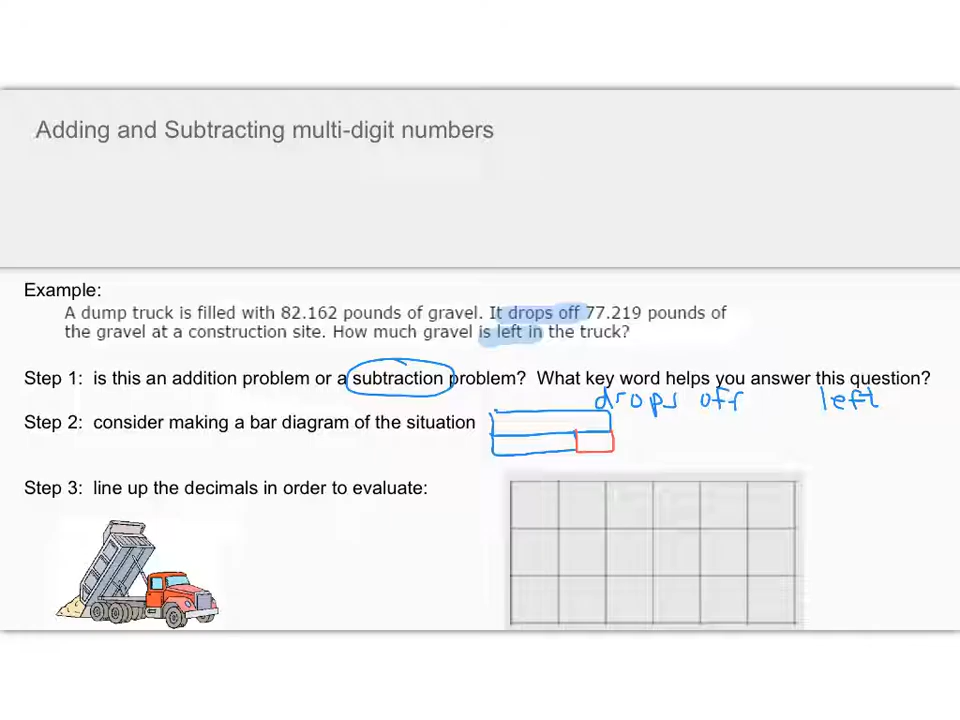 Adding and Subtracting multi-digit numbers
Example:
A dump truck is filled with 82.162 pounds of gravel. It drops off 77.219 pounds of
the gravel at a construction site. How much gravel is left in the truck?
Step 1: is this an addition problem or a subtraction problem? What key word helps you answer this question?
drops off left
Step 2: consider making a bar diagram of the situation
Step 3: line up the decimals in order to evaluate: